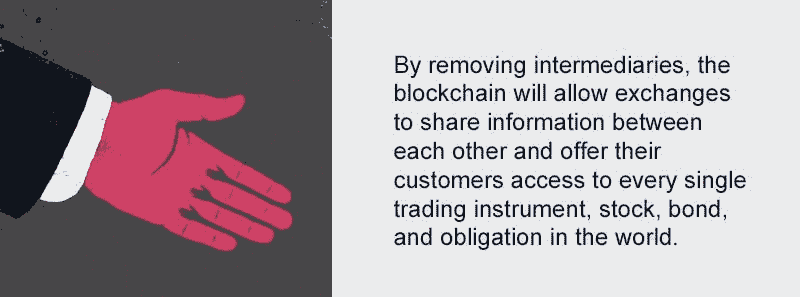 By removing intermediaries, the
blockchain will allow exchanges
to share information between
each other and offer their
customers access to every single
trading instrument, stock, bond,
and obligation in the world.